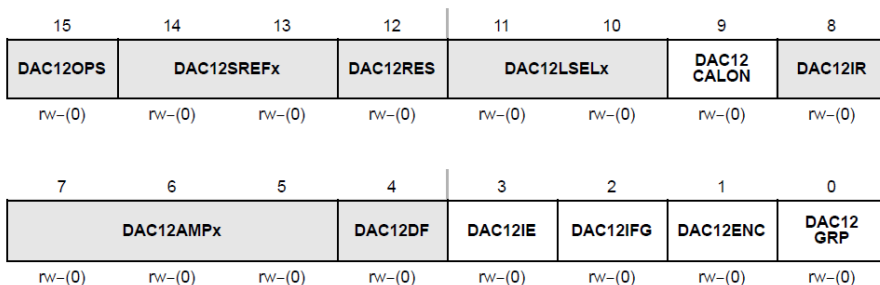 15 14 13 12 11 10 9 8
DAC12OPS DAC12SREFx DAC12RES DAC12LSELx DAC12 CALON DAC12IR
rw−(0) rw−(0) rw−(0) rw−(0) rw−(0) rw−(0) rw−(0) rw−(0)
7 6 5 4 3 2 1 0
DAC12AMPx DAC12DF DAC12IE DAC12IFG DAC12ENC DAC12 GRP
rw−(0) rw−(0) rw−(0) rw−(0) rw−(0) rw−(0) rw−(0) rw−(0)